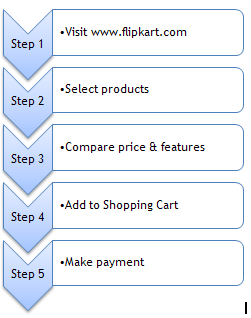 Step 1 •Visit www.flipkart.com
Step 2 •Select products
Step 3 •Compare price & features
Step 4 •Add to Shopping Cart
Step 5 •Make payment